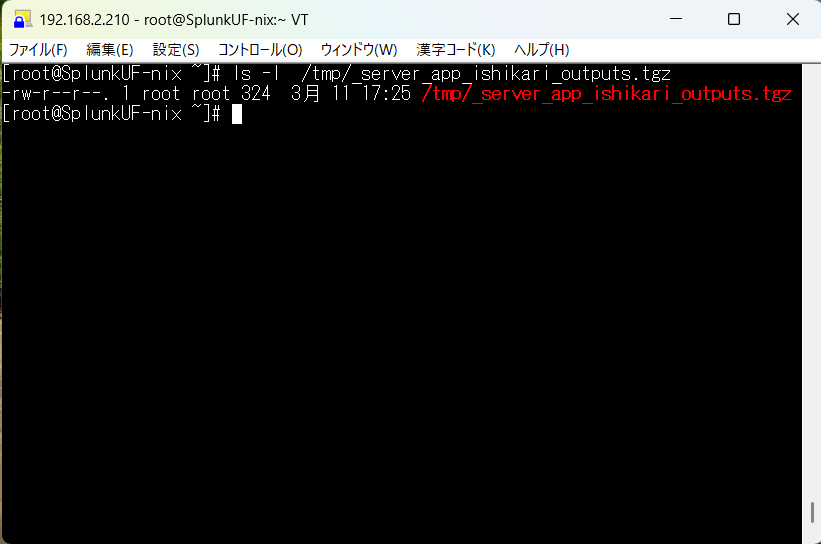 192.168.2.210 - root@SplunkUF-nix:~ VT
ファイル(F) 編集(E) 設定(S) コントロール(O) ウィンドウ(W) 漢字コード(K) ヘルプ(H)
[root@SplunkUF-nix ~]# ls -l  /tmp/_server_app_ishikari_outputs.tgz
-rw-r--r--. 1 root root 324  3月 11 17:25 /tmp/_server_app_ishikari_outputs.tgz
[root@SplunkUF-nix ~]#